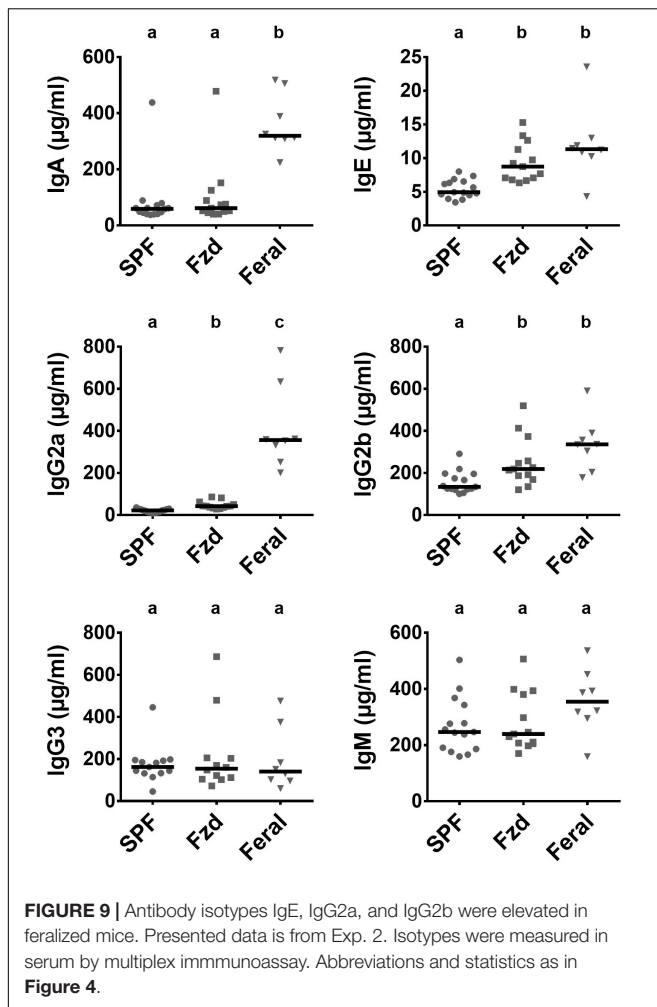 a a b
IgA (µg/ml)
600
400
200
0
SPF Fzd Feral
a b b
IgE (µg/ml)
25
20
15
10
5
0
SPF Fzd Feral
a b c
IgG2a (µg/ml)
800
600
400
200
0
SPF Fzd Feral
a b b
IgG2b (µg/ml)
800
600
400
200
0
SPF Fzd Feral
a a a
IgG3 (µg/ml)
800
600
400
200
0
SPF Fzd Feral
a a a
IgM (µg/ml)
600
400
200
0
SPF Fzd Feral
FIGURE 9 | Antibody isotypes IgE, IgG2a, and IgG2b were elevated in
feralized mice. Presented data is from Exp. 2. Isotypes were measured in
serum by multiplex immmunoassay. Abbreviations and statistics as in
Figure 4.